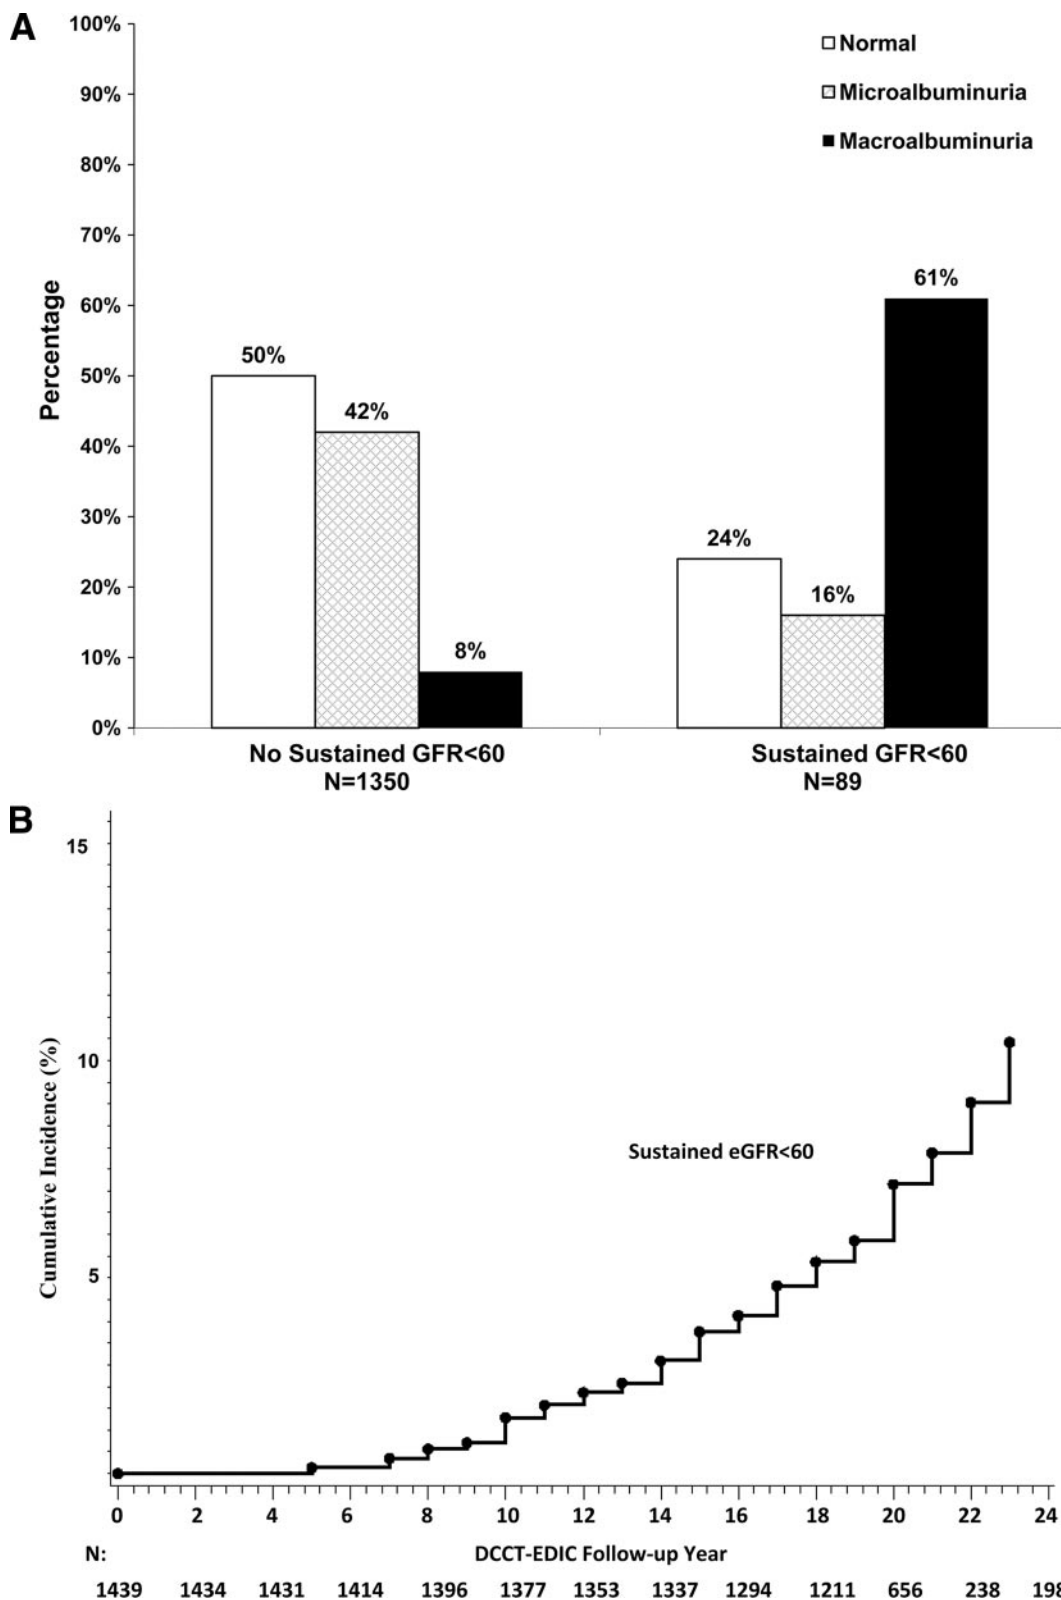 A
100%
90%
80%
70%
60%
50%
40%
30%
20%
10%
0%
Percentage
Normal
Microalbuminuria
Macroalbuminuria
50%
42%
8%
24%
16%
61%
No Sustained GFR<60
N=1350
Sustained GFR<60
N=89
B
15
10
5
Cumulative Incidence (%)
Sustained eGFR<60
0 2 4 6 8 10 12 14 16 18 20 22 24
N: DCCT-EDIC Follow-up Year
1439 1434 1431 1414 1396 1377 1353 1337 1294 1211 656 238 198